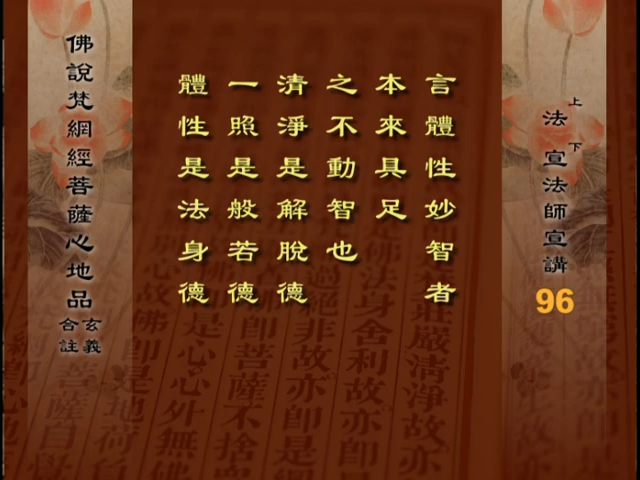 上法下宣法師宣講
96
言體性妙智者
本來具足
之不動智也
清淨是解脫德
一照是般若德
體性是法身德
佛說梵網經菩薩心地品
玄義
合註